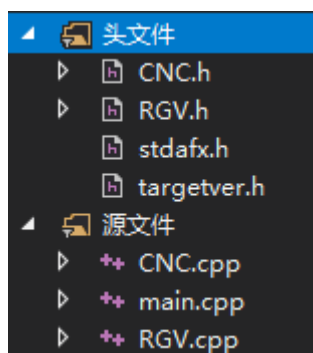 头文件
CNC.h
RGV.h
stdafx.h
targetver.h
源文件
CNC.cpp
main.cpp
RGV.cpp